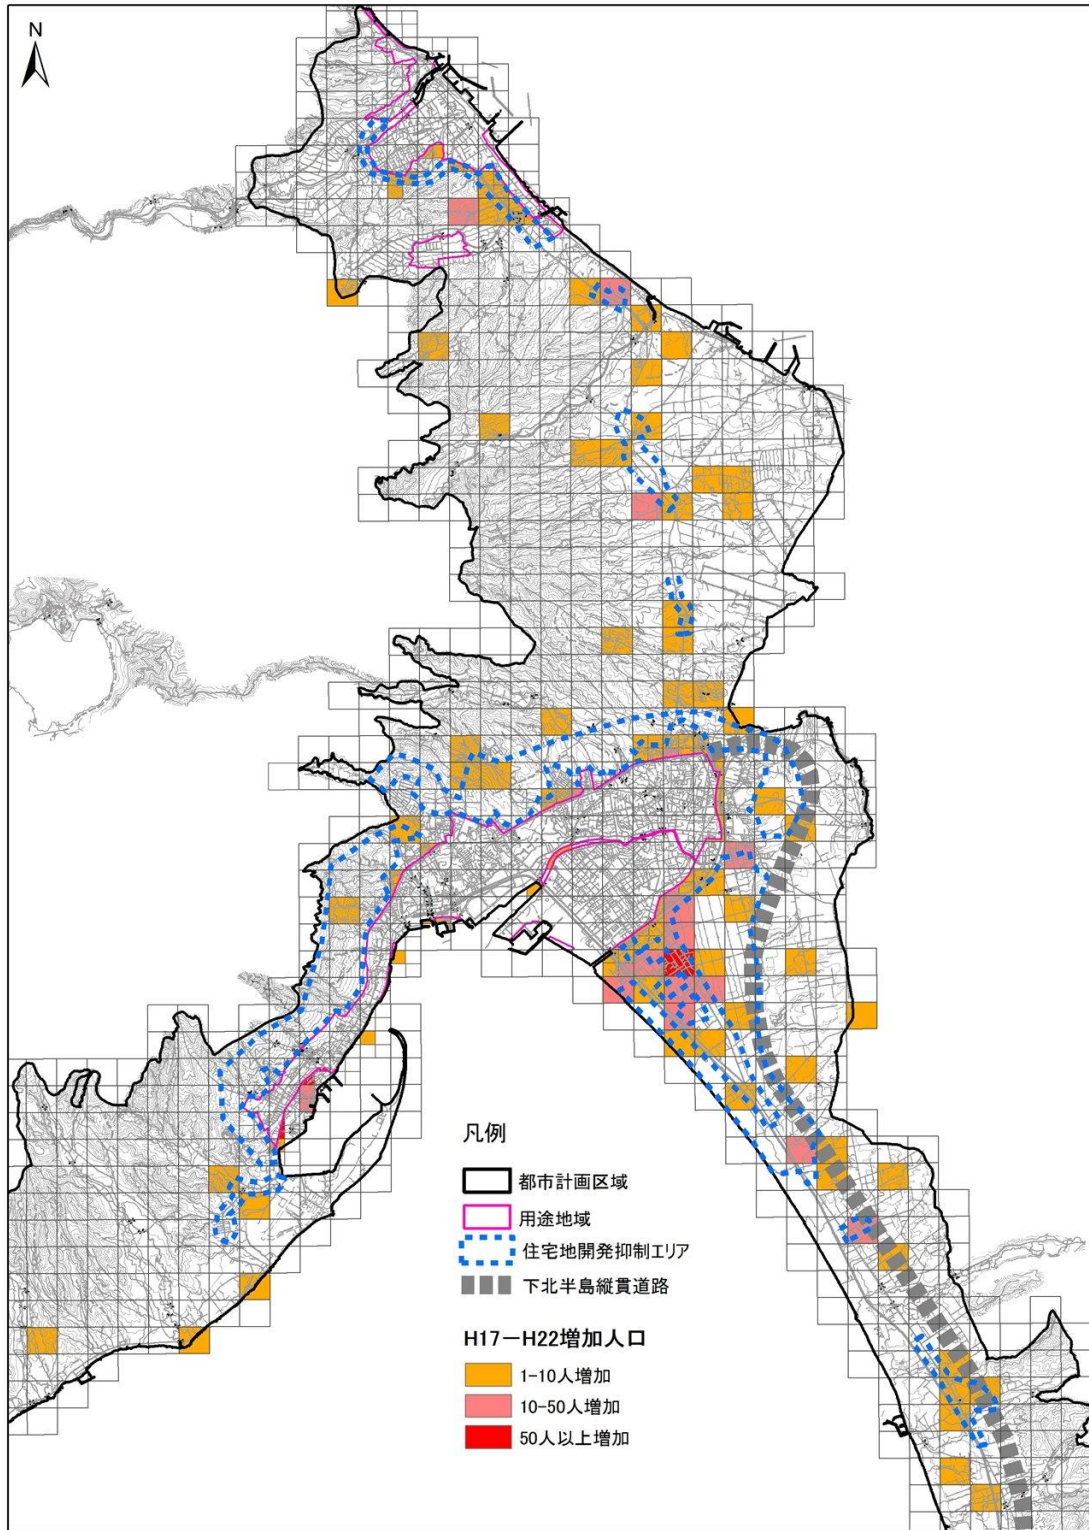 N
凡例
都市計画区域
用途地域
住宅地開発抑制エリア
下北半島縦貫道路
H17－H22増加人口
1-10人増加
10-50人増加
50人以上増加